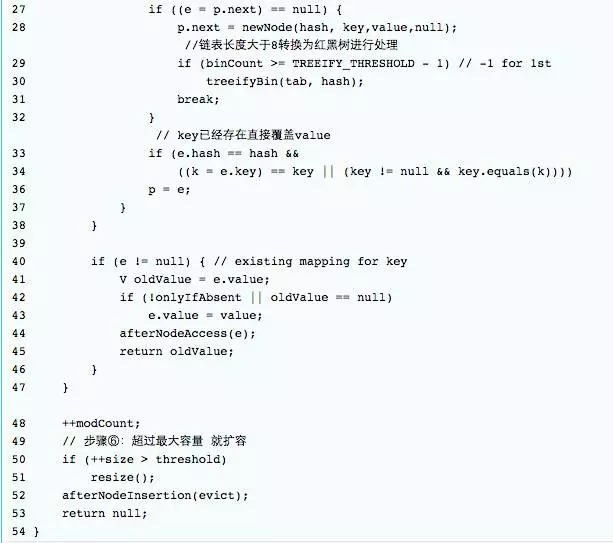 27                 if ((e = p.next) == null) {
28                     p.next = newNode(hash, key,value,null);
                        //链表长度大于8转换为红黑树进行处理
29                     if (binCount >= TREEIFY_THRESHOLD - 1) // -1 for 1st
30                         treeifyBin(tab, hash);
31                     break;
32                 }
                    // key已经存在直接覆盖value
33                 if (e.hash == hash &&
34                     ((k = e.key) == key || (key != null && key.equals(k))))
36                 p = e;
37             }
38         }
39
40         if (e != null) { // existing mapping for key
41             V oldValue = e.value;
42             if (!onlyIfAbsent || oldValue == null)
43                 e.value = value;
44             afterNodeAccess(e);
45             return oldValue;
46         }
47     }
48     ++modCount;
49     // 步骤⑥：超过最大容量 就扩容
50     if (++size > threshold)
51         resize();
52     afterNodeInsertion(evict);
53     return null;
54 }